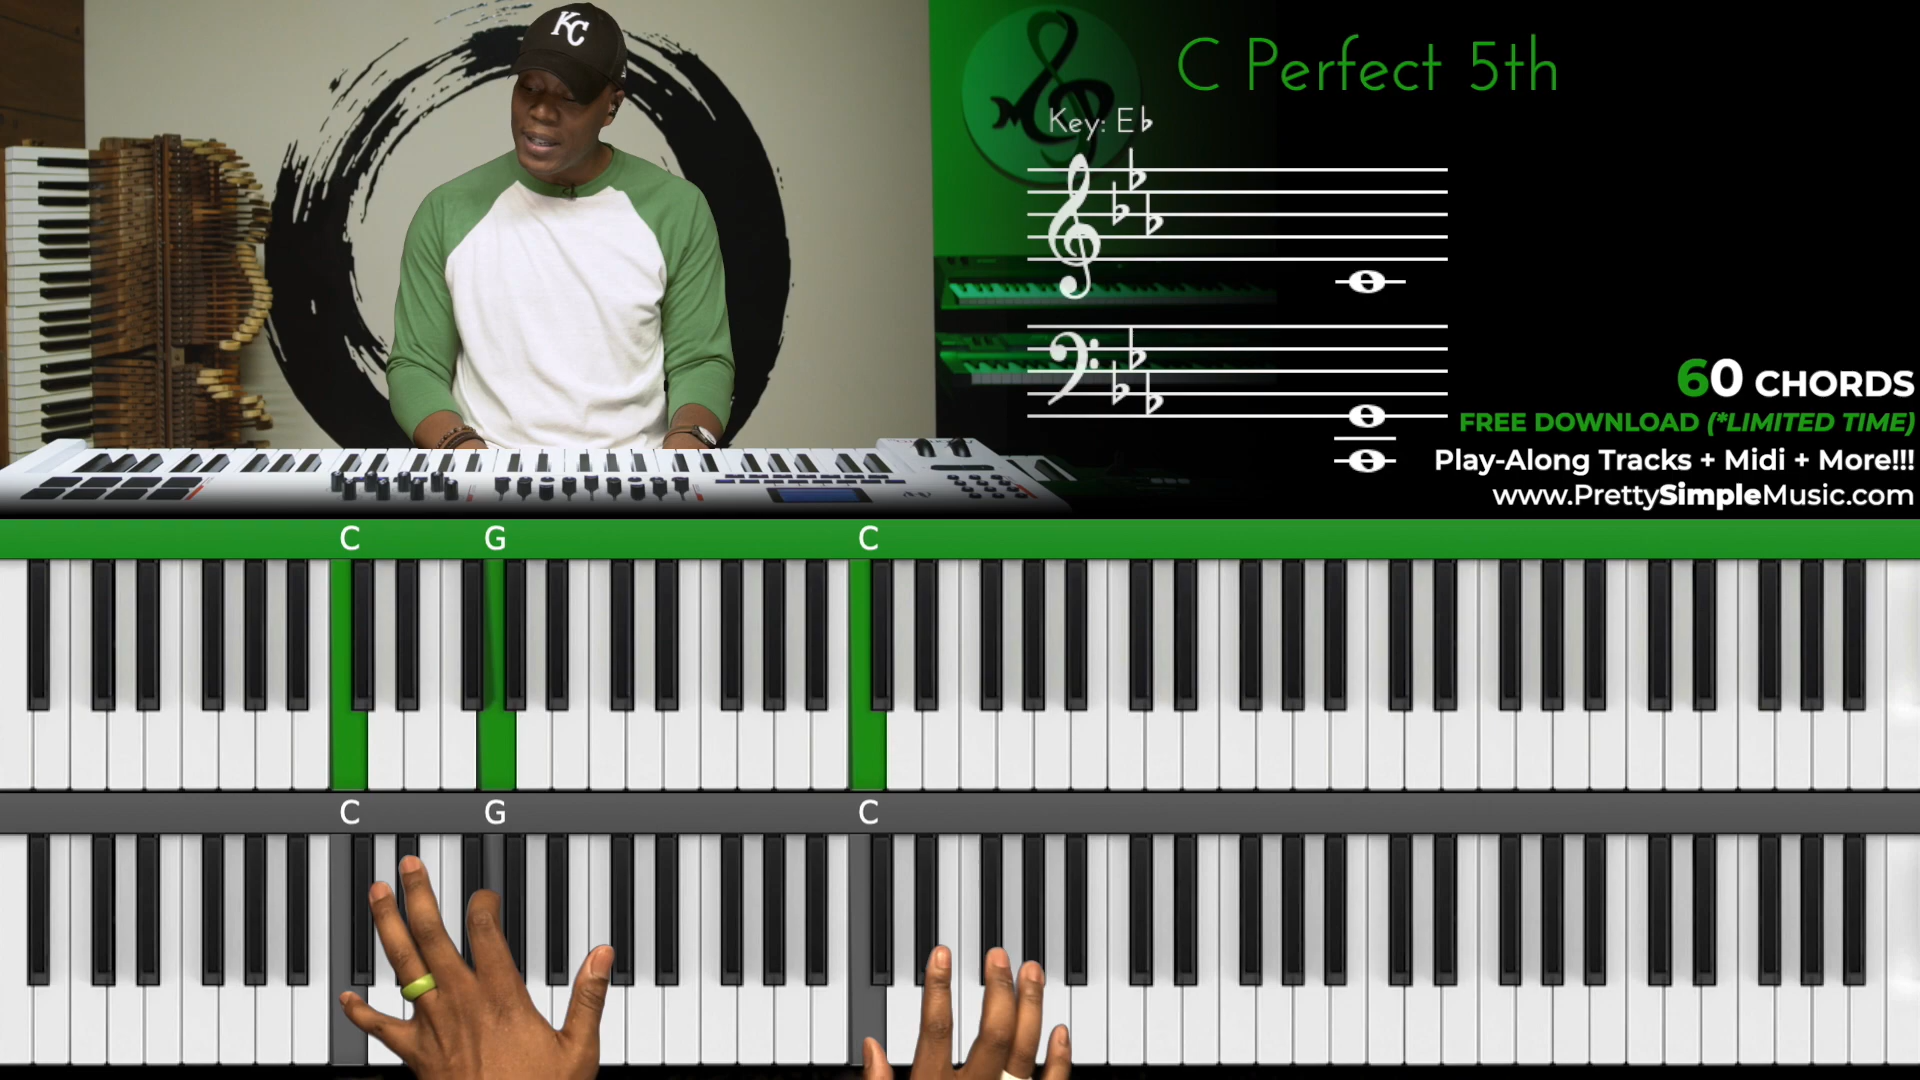 KC
C Perfect 5th
Key: E♭
60 CHORDS
FREE DOWNLOAD (*LIMITED TIME)
Play-Along Tracks + Midi + More!!!
www.PrettySimpleMusic.com
C G C
C G C